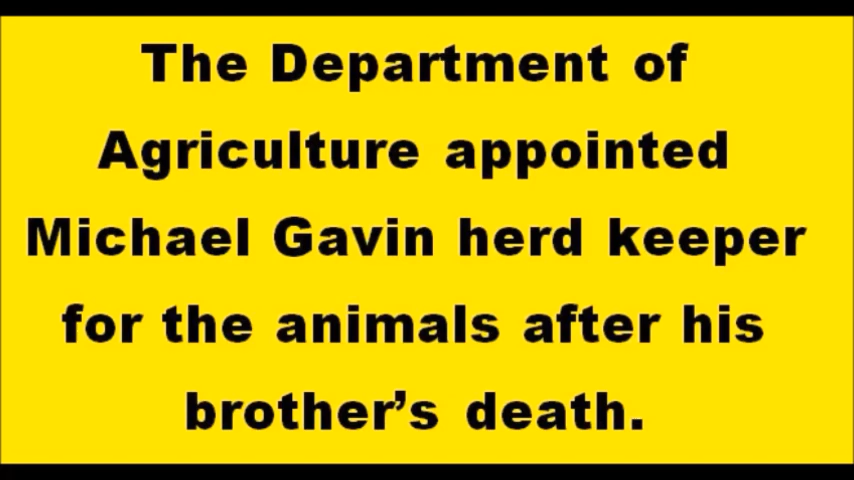 The Department of
Agriculture appointed
Michael Gavin herd keeper
for the animals after his
brother’s death.